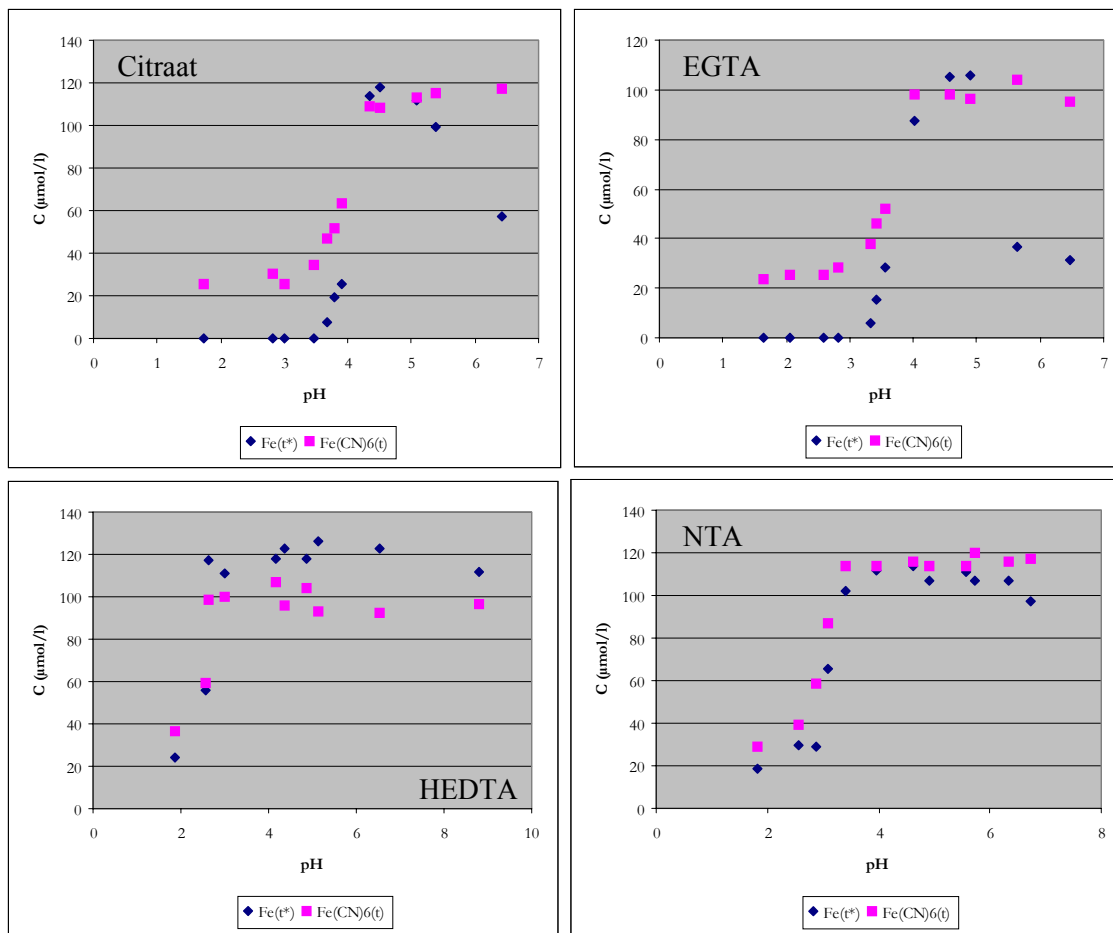 Citraat
C (µmol/l)
140
120
100
80
60
40
20
0
0 1 2 3 4 5 6 7
pH
Fe(t*) Fe(CN)6(t)
EGTA
C (µmol/l)
120
100
80
60
40
20
0
0 1 2 3 4 5 6 7
pH
Fe(t*) Fe(CN)6(t)
HEDTA
C (µmol/l)
140
120
100
80
60
40
20
0
0 2 4 6 8 10
pH
Fe(t*) Fe(CN)6(t)
NTA
C (µmol/l)
140
120
100
80
60
40
20
0
0 2 4 6 8
pH
Fe(t*) Fe(CN)6(t)